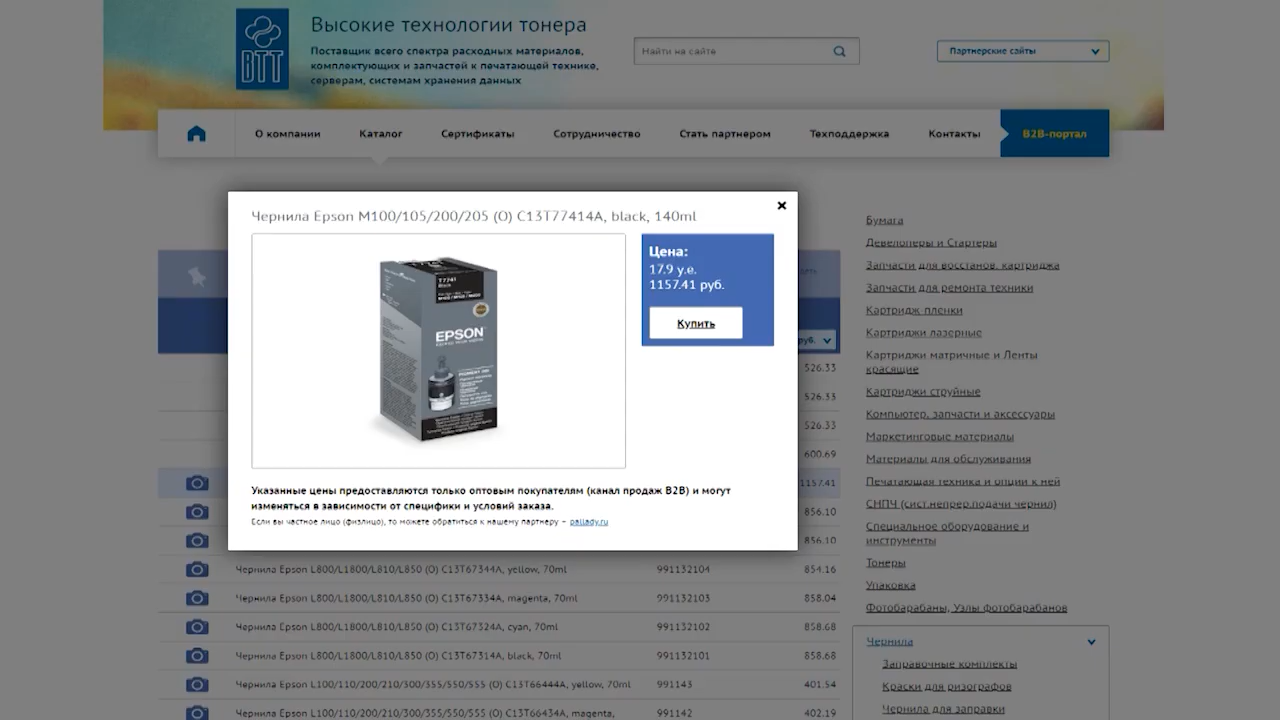 Высокие технологии тонера
ВТТ
Поставщик всего спектра расходных материалов,
комплектующих и запчастей к печатающей технике,
серверам, системам хранения данных
Найти на сайте
Партнерские сайты
О компании
Каталог
Сертификаты
Сотрудничество
Стать партнером
Техподдержка
Контакты
B2B-портал
Чернила Epson M100/105/200/205 (O) C13T77414A, black, 140ml
Цена:
17.9 у.е.
1157.41 руб.
Купить
T7741
Black
EPSON
Указанные цены предоставляются только оптовым покупателям (канал продаж B2B) и могут
изменяться в зависимости от специфики и условий заказа.
Если вы частное лицо (физлицо), то можете обратиться к нашему партнеру - pallady.ru
руб.
526.33
526.33
526.33
600.69
1157.41
856.10
856.10
Чернила Epson L800/L1800/L810/L850 (O) C13T67344A, yellow, 70ml 991132104 854.16
Чернила Epson L800/L1800/L810/L850 (O) C13T67334A, magenta, 70ml 991132103 858.04
Чернила Epson L800/L1800/L810/L850 (O) C13T67324A, cyan, 70ml 991132102 858.68
Чернила Epson L800/L1800/L810/L850 (O) C13T67314A, black, 70ml 991132101 858.68
Чернила Epson L100/110/200/210/300/355/550/555 (O) C13T66444A, yellow, 70ml 991143 401.54
Чернила Epson L100/110/200/210/300/355/550/555 (O) C13T66434A, magenta, 991142 402.19
Бумага
Девелоперы и Стартеры
Запчасти для восстанов. картриджа
Запчасти для ремонта техники
Картридж пленки
Картриджи лазерные
Картриджи матричные и Ленты
красящие
Картриджи струйные
Компьютер, запчасти и аксессуары
Маркетинговые материалы
Материалы для обслуживания
Печатающая техника и опции к ней
СНПЧ (сист.непрер.подачи чернил)
Специальное оборудование и
инструменты
Тонеры
Упаковка
Фотобарабаны, Узлы фотобарабанов
Чернила
Заправочные комплекты
Краски для ризографов
Чернила для заправки